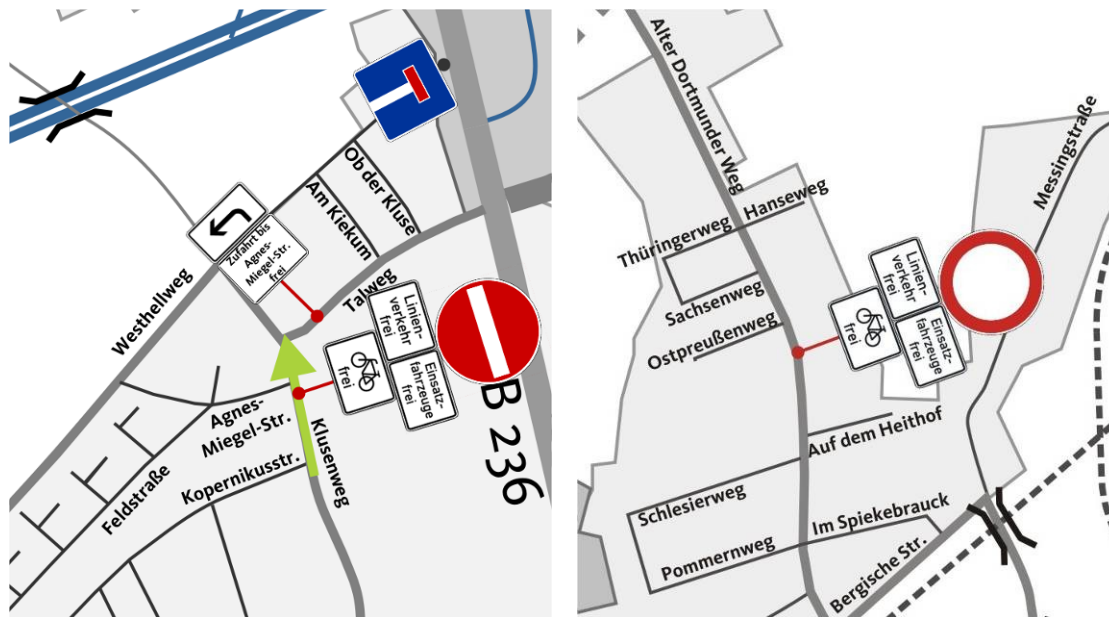 Ob der Kluse
Am Kiekum
Zufahrt bis
Agnes-
Miegel-Str.
frei
Talweg
Westhellweg
Linien-
verkehr
frei
frei
Einsatz-
fahrzeuge
frei
B 236
Agnes-
Miegel-Str.
Klusenweg
Kopernikusstr.
Feldstraße
Alter Dortmunder Weg
Messingstraße
Hanseweg
Thüringerweg
Sachsenweg
Ostpreußenweg
Linien-
verkehr
frei
frei
Einsatz-
fahrzeuge
frei
Auf dem Heithof
Schlesierweg
Im Spiekebrauck
Pommernweg
Bergische Str.